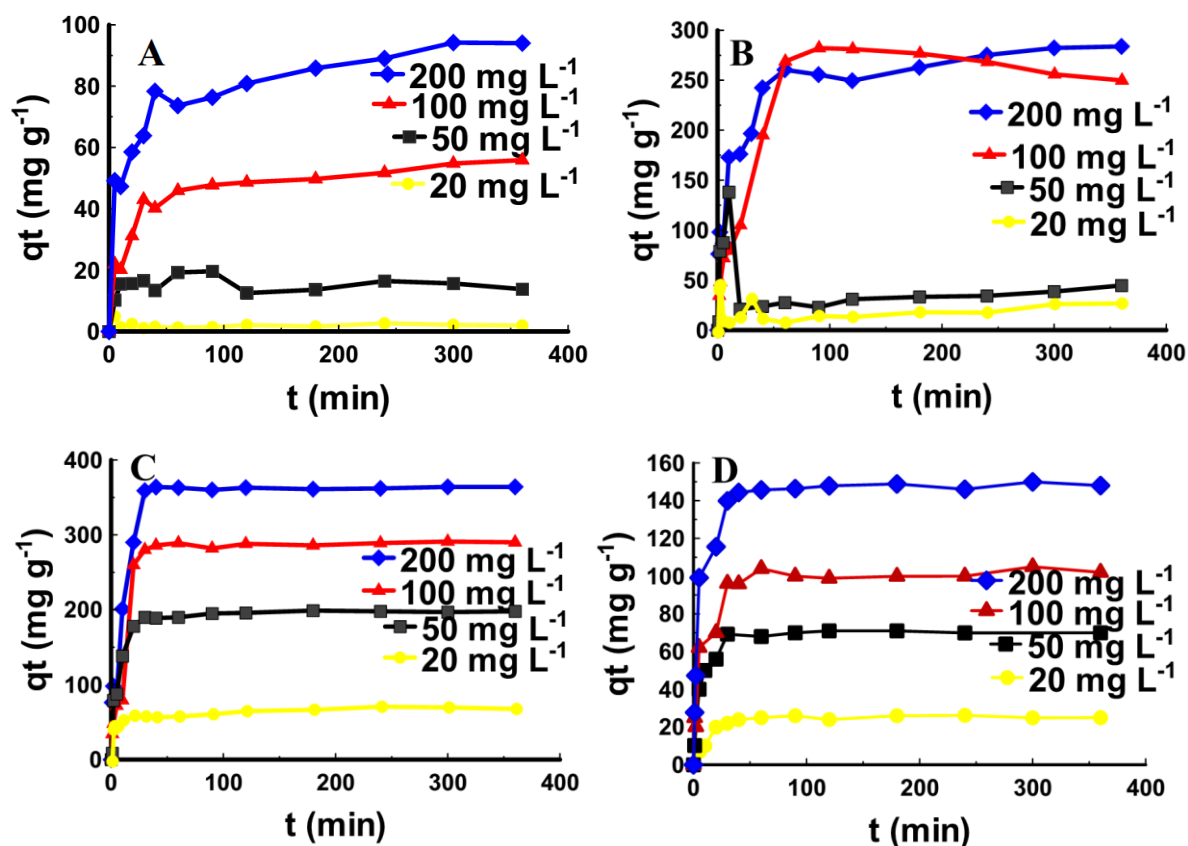 A
qt (mg g⁻¹)
100
80
60
40
20
0
200 mg L⁻¹
100 mg L⁻¹
50 mg L⁻¹
20 mg L⁻¹
0 100 200 300 400
t (min)
B
qt (mg g⁻¹)
300
250
200
150
100
50
0
200 mg L⁻¹
100 mg L⁻¹
50 mg L⁻¹
20 mg L⁻¹
0 100 200 300 400
t (min)
C
qt (mg g⁻¹)
400
300
200
100
0
200 mg L⁻¹
100 mg L⁻¹
50 mg L⁻¹
20 mg L⁻¹
0 100 200 300 400
t (min)
D
qt (mg g⁻¹)
160
140
120
100
80
60
40
20
0
200 mg L⁻¹
100 mg L⁻¹
50 mg L⁻¹
20 mg L⁻¹
0 100 200 300 400
t (min)